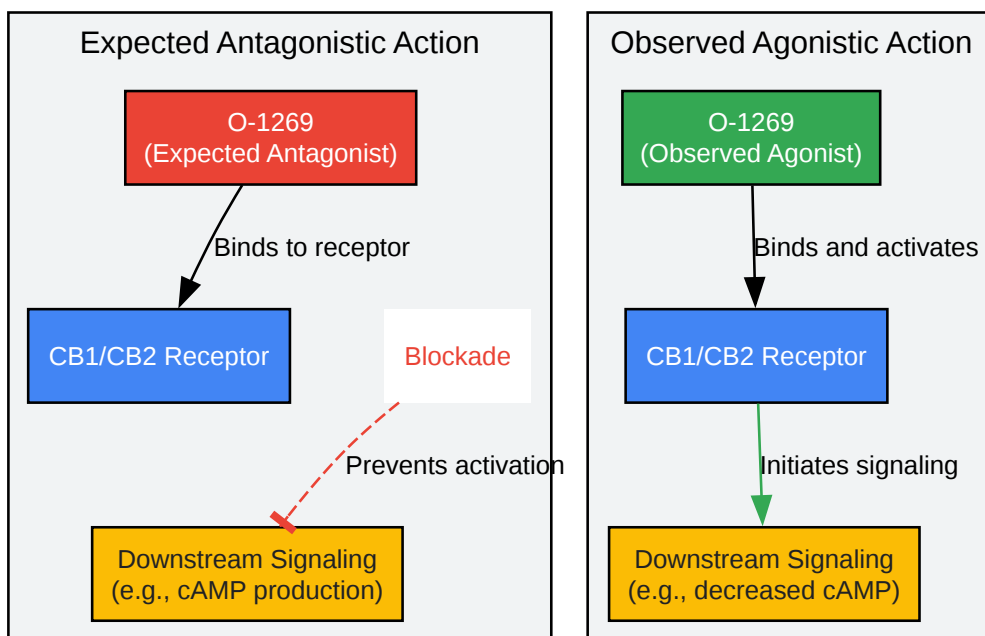 Expected Antagonistic Action
O-1269
(Expected Antagonist)
Binds to receptor
CB1/CB2 Receptor
Blockade
Prevents activation
Downstream Signaling
(e.g., cAMP production)
Observed Agonistic Action
O-1269
(Observed Agonist)
Binds and activates
CB1/CB2 Receptor
Initiates signaling
Downstream Signaling
(e.g., decreased cAMP)